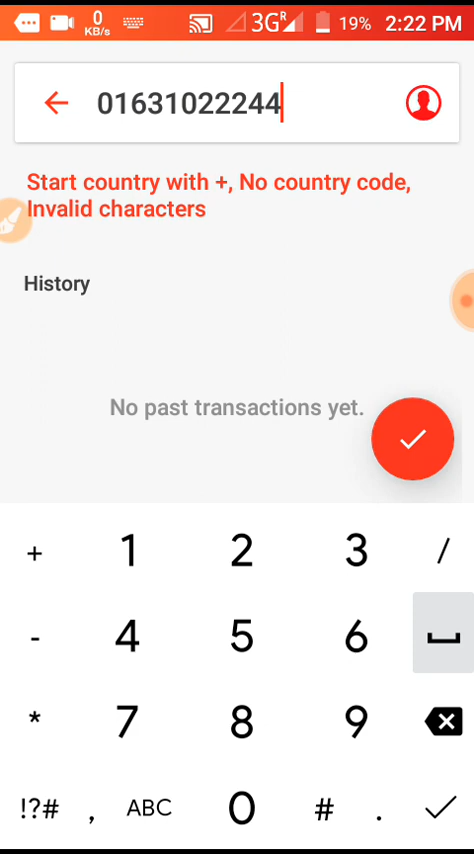 0 KB/s 3G R 19% 2:22 PM
01631022244
Start country with +, No country code,
Invalid characters
History
No past transactions yet.
+ 1 2 3 /
- 4 5 6
* 7 8 9
!?# , ABC 0 # .